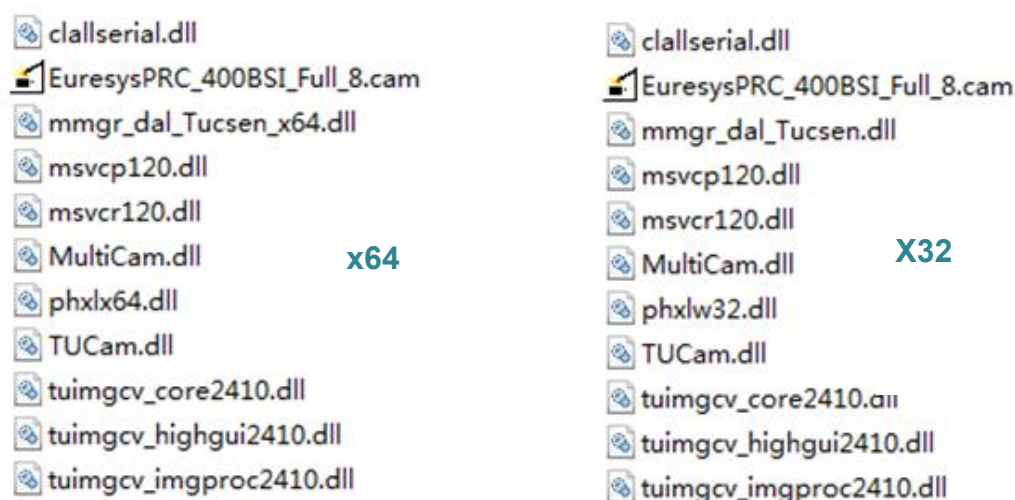 clallserial.dll
EuresysPRC_400BSI_Full_8.cam
mmgr_dal_Tucsen_x64.dll
msvcp120.dll
msvcr120.dll
MultiCam.dll
x64
phxlx64.dll
TUCam.dll
tuimgcv_core2410.dll
tuimgcv_highgui2410.dll
tuimgcv_imgproc2410.dll
clallserial.dll
EuresysPRC_400BSI_Full_8.cam
mmgr_dal_Tucsen.dll
msvcp120.dll
msvcr120.dll
X32
MultiCam.dll
phxlw32.dll
TUCam.dll
tuimgcv_core2410.dll
tuimgcv_highgui2410.dll
tuimgcv_imgproc2410.dll